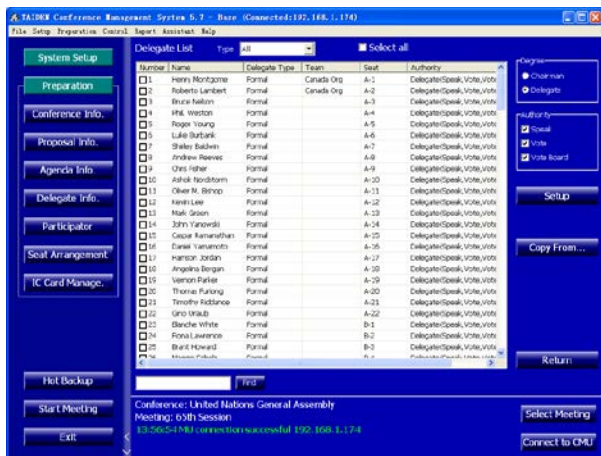 TAIDEN Conference Management System 5.7 - Base (Connected:192.168.1.174)
File Setup Preparation Control Report Assistant Help
System Setup
Preparation
Conference Info.
Proposal Info.
Agenda Info.
Delegate Info.
Participator
Seat Arrangement
IC Card Manage.
Hot Backup
Start Meeting
Exit
Delegate List Type All Select all
Number Name Delegate Type Team Seat Authority
1 Henry Montgome Formal Canada Org A-1 Delegate(Speak,Vote,Vote
2 Roberto Lambert Formal Canada Org A-2 Delegate(Speak,Vote,Vote
3 Bruce Nelson Formal A-3 Delegate(Speak,Vote,Vote
4 Phil. Weston Formal A-4 Delegate(Speak,Vote,Vote
5 Roger Young Formal A-5 Delegate(Speak,Vote,Vote
6 Luke Burbank Formal A-6 Delegate(Speak,Vote,Vote
7 Shirley Baldwin Formal A-7 Delegate(Speak,Vote,Vote
8 Andrew Reeves Formal A-8 Delegate(Speak,Vote,Vote
9 Chris Fisher Formal A-9 Delegate(Speak,Vote,Vote
10 Ashok Nordstorm Formal A-10 Delegate(Speak,Vote,Vote
11 Oliver M. Bishop Formal A-11 Delegate(Speak,Vote,Vote
12 Kevin Lee Formal A-12 Delegate(Speak,Vote,Vote
13 Mark Green Formal A-13 Delegate(Speak,Vote,Vote
14 John Yanowski Formal A-14 Delegate(Speak,Vote,Vote
15 Caspar Ramanathan Formal A-15 Delegate(Speak,Vote,Vote
16 Daniel Yamamoto Formal A-16 Delegate(Speak,Vote,Vote
17 Harrison Jordan Formal A-17 Delegate(Speak,Vote,Vote
18 Angelina Bergan Formal A-18 Delegate(Speak,Vote,Vote
19 Vernon Parker Formal A-19 Delegate(Speak,Vote,Vote
20 Thomas Furlong Formal A-20 Delegate(Speak,Vote,Vote
21 Timothy Riddance Formal A-21 Delegate(Speak,Vote,Vote
22 Gino Formal A-22 Delegate(Speak,Vote,Vote
23 Blanche White Formal B-1 Delegate(Speak,Vote,Vote
24 Fiona Lawrence Formal B-2 Delegate(Speak,Vote,Vote
25 Brant Howard Formal B-3 Delegate(Speak,Vote,Vote
Find
Degree
Chairman
Delegate
Authority
Speak
Vote
Vote Board
Setup
Copy From...
Return
Conference: United Nations General Assembly
Meeting: 65th Session
13:56:54 MU connection successful 192.168.1.174
Select Meeting
Connect to CMU